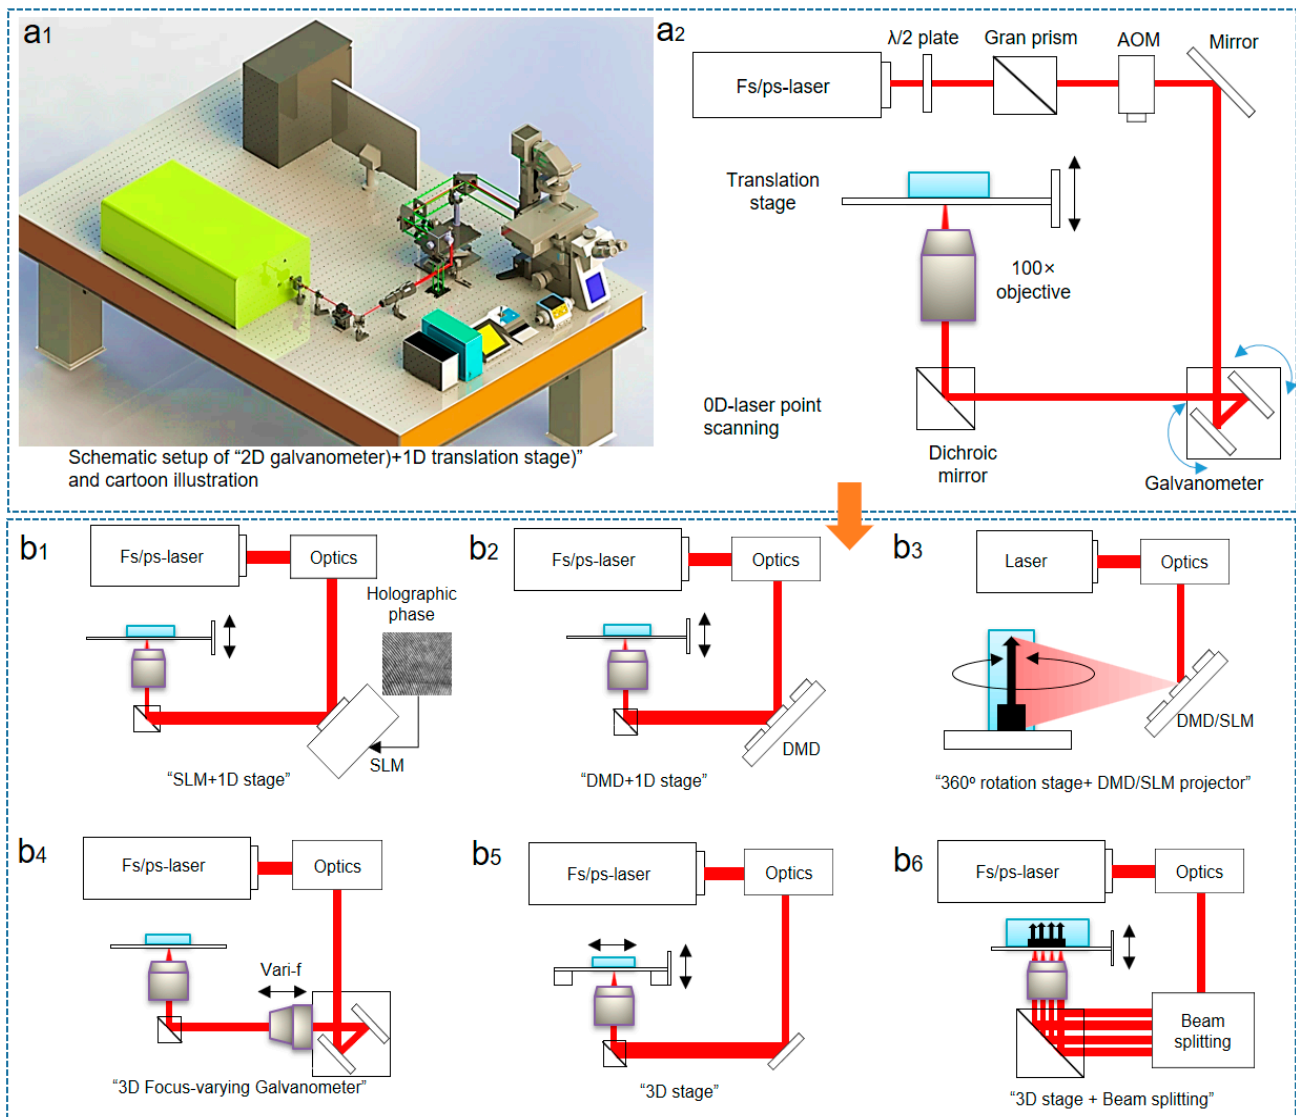 a1
Schematic setup of “2D galvanometer)+1D translation stage)”
and cartoon illustration
a2
λ/2 plate
Gran prism
AOM
Mirror
Fs/ps-laser
Translation
stage
100×
objective
0D-laser point
scanning
Dichroic
mirror
Galvanometer
b1
Fs/ps-laser
Optics
Holographic
phase
SLM
“SLM+1D stage”
b2
Fs/ps-laser
Optics
DMD
“DMD+1D stage”
b3
Laser
Optics
DMD/SLM
“360º rotation stage+ DMD/SLM projector”
b4
Fs/ps-laser
Optics
Vari-f
“3D Focus-varying Galvanometer”
b5
Fs/ps-laser
Optics
“3D stage”
b6
Fs/ps-laser
Optics
Beam
splitting
“3D stage + Beam splitting”